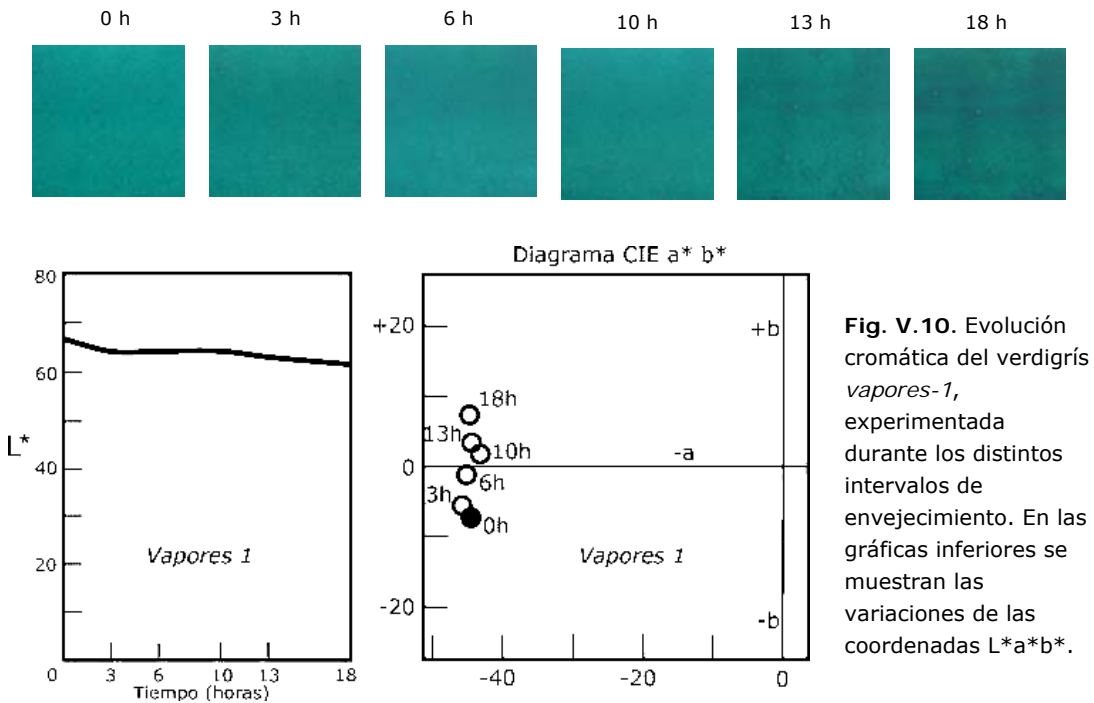 0 h 3 h 6 h 10 h 13 h 18 h
80
60
L*
40
20
0
Vapores 1
3 6 10 13 18
Tiempo (horas)
Diagrama CIE a* b*
+20
+b
18h
13h
10h
0
-a
6h
3h
0h
Vapores 1
-20
-b
-40 -20 0
Fig. V.10. Evolución
cromática del verdigrís
vapores-1,
experimentada
durante los distintos
intervalos de
envejecimiento. En las
gráficas inferiores se
muestran las
variaciones de las
coordenadas L*a*b*.